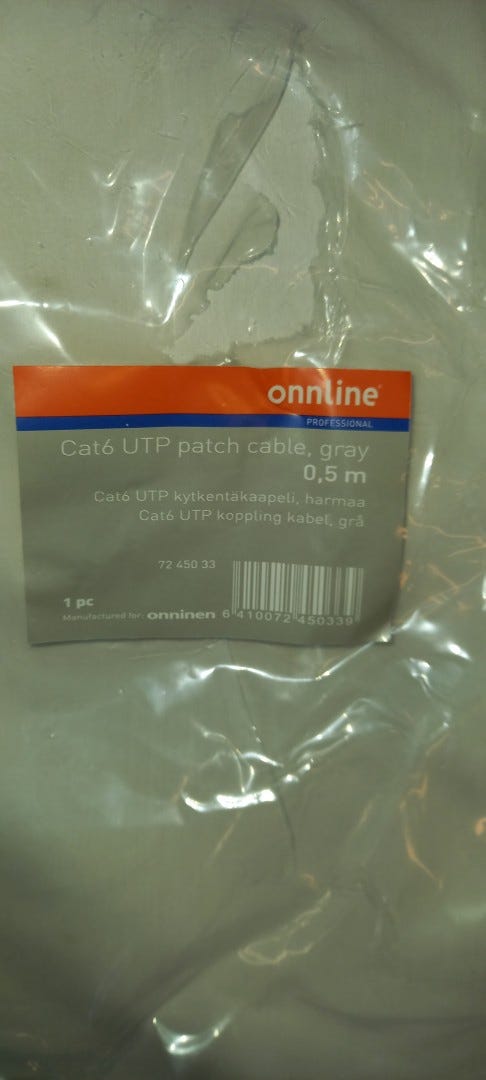 onnline
PROFESSIONAL
Cat6 UTP patch cable, gray
0,5 m
Cat6 UTP kytkentäkaapeli, harmaa
Cat6 UTP koppling kabel, grå
72 450 33
1 pc
Manufactured for: onninen 6 410072 450339